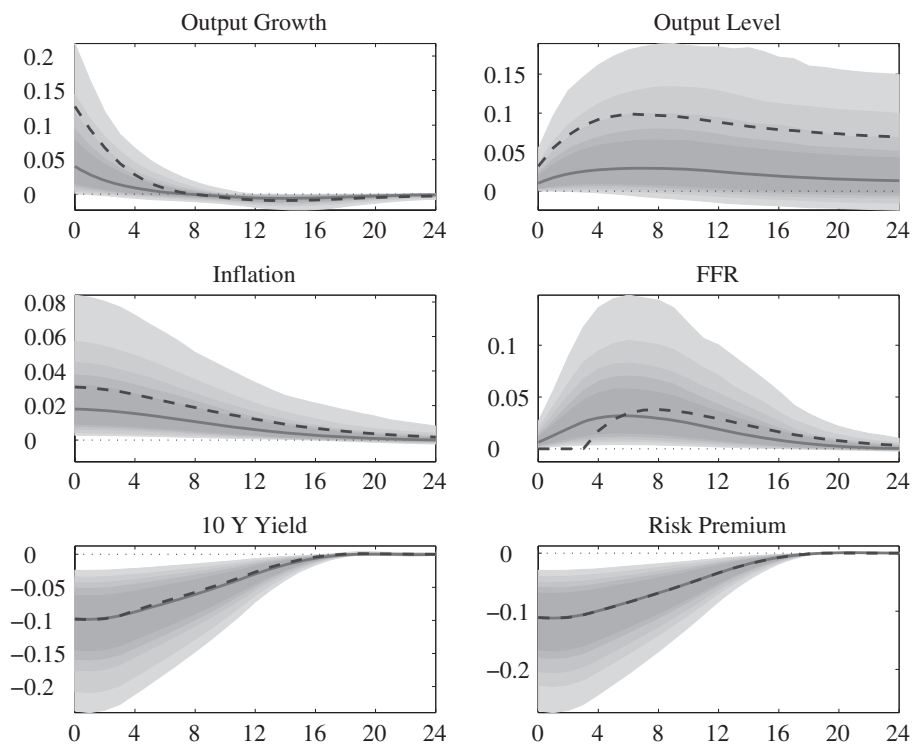 Output Growth
0.2
0.15
0.1
0.05
0
0 4 8 12 16 20 24
Output Level
0.15
0.1
0.05
0
0 4 8 12 16 20 24
Inflation
0.08
0.06
0.04
0.02
0
0 4 8 12 16 20 24
FFR
0.1
0.05
0
0 4 8 12 16 20 24
10 Y Yield
0
−0.05
−0.1
−0.15
−0.2
0 4 8 12 16 20 24
Risk Premium
0
−0.1
−0.2
0 4 8 12 16 20 24